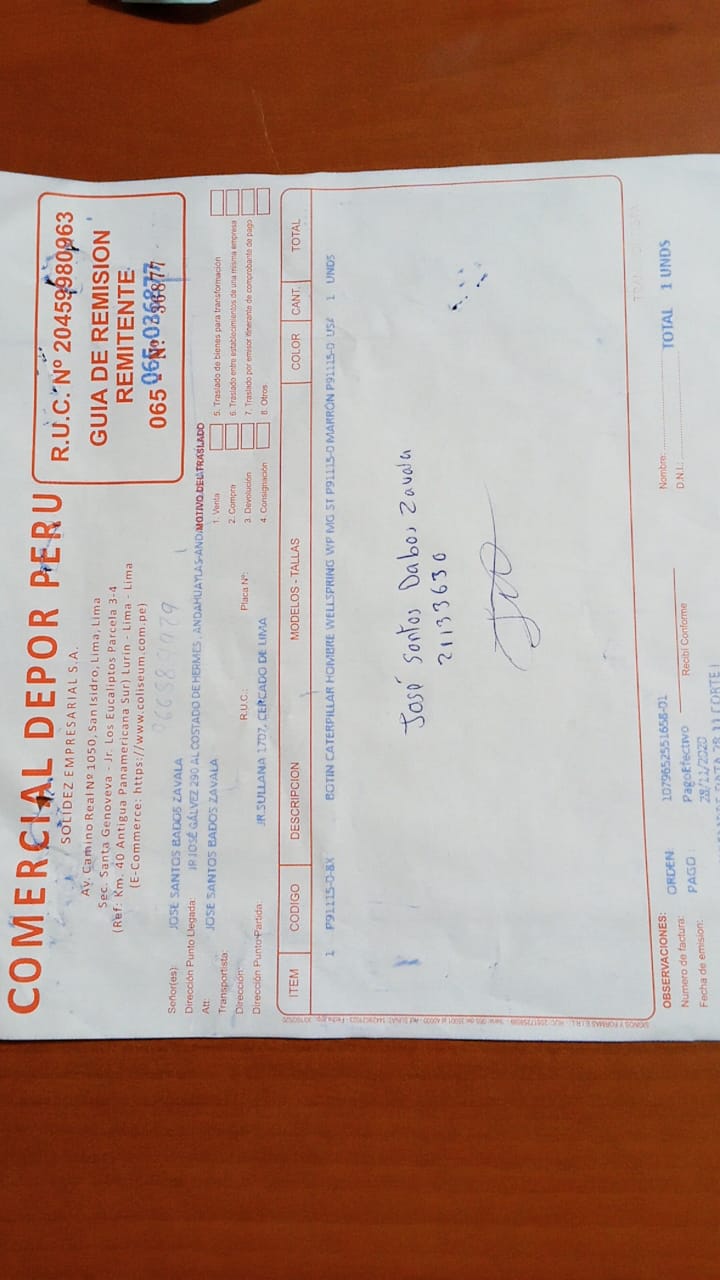 COMERCIAL DEPOR PERU
SOLIDEZ EMPRESARIAL S.A.
Av. Camino Real Nº 1050, San Isidro, Lima, Lima
Sec. Santa Genoveva - Jr. Los Eucaliptos Parcela 3-4
(Ref: Km. 40 Antigua Panamericana Sur) Lurin - Lima - Lima
(E-Commerce: https://www.coliseum.com.pe)
R.U.C. Nº 20459980963
GUIA DE REMISION
REMITENTE
065 - Nº 36877
065-036877
Señor(es): JOSE SANTOS BADOS ZAVALA
Dirección Punto Llegada: JR JOSÉ GÁLVEZ 290 AL COSTADO DE HERMES , ANDAHUAYLAS-AND
Att: JOSE SANTOS BADOS ZAVALA
Transportista:
Dirección: R.U.C.: Placa Nº:
Dirección Punto Partida: JR.SULLANA 1707, CERCADO DE LIMA
MOTIVO DEL TRASLADO
1. Venta
2. Compra
3. Devolución
4. Consignación
5. Traslado de bienes para transformación
6. Traslado entre establecimientos de una misma empresa
7. Traslado por emisor itinerante de comprobante de pago
8. Otros
ITEM CODIGO DESCRIPCION MODELOS - TALLAS COLOR CANT. TOTAL
1 P91115-0-8X BOTIN CATERPILLAR HOMBRE WELLSPRING WP MG ST P91115-0 MARRON P91115-0 US# 1 UNDS
José Santos Dabos Zavala
21133630
OBSERVACIONES: ORDEN: 1079652551658-01 TOTAL 1 UNDS
Numero de factura: PAGO : PagoEfectivo
Fecha de emision: 28/11/2020
Recibí Conforme
Nombre:
D.N.I.: